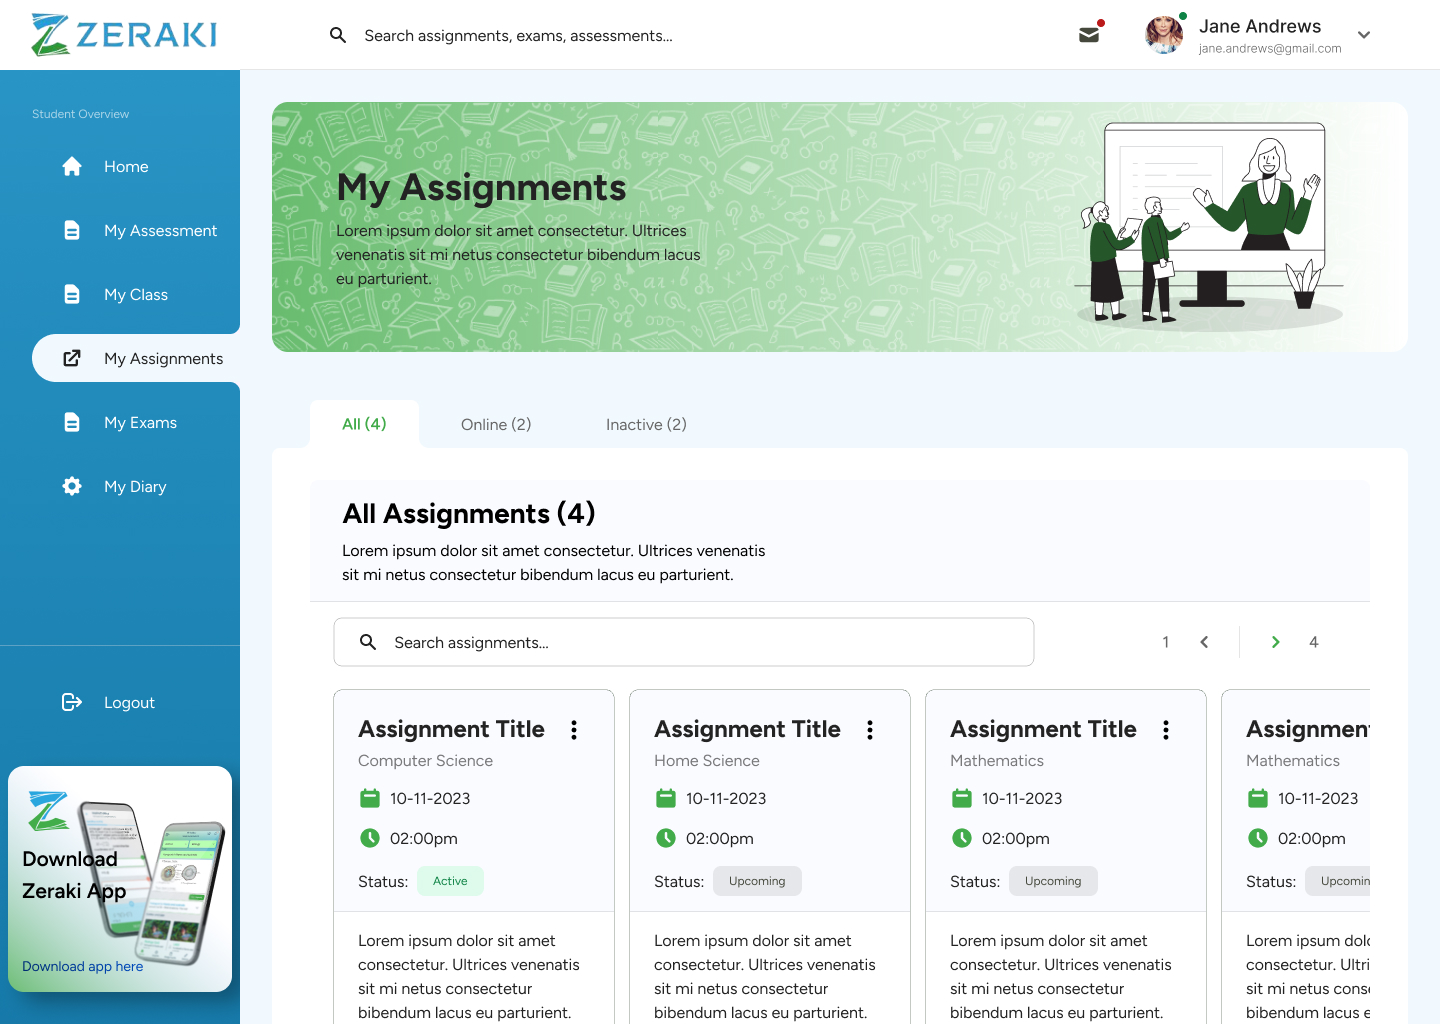 ZERAKI
Search assignments, exams, assessments...
Jane Andrews
jane.andrews@gmail.com
Student Overview
Home
My Assessment
My Class
My Assignments
My Exams
My Diary
Logout
Download
Zeraki App
Download app here
My Assignments
Lorem ipsum dolor sit amet consectetur. Ultrices
venenatis sit mi netus consectetur bibendum lacus
eu parturient.
All (4)
Online (2)
Inactive (2)
All Assignments (4)
Lorem ipsum dolor sit amet consectetur. Ultrices venenatis
sit mi netus consectetur bibendum lacus eu parturient.
Search assignments...
1
4
Assignment Title
Computer Science
10-11-2023
02:00pm
Status: Active
Lorem ipsum dolor sit amet
consectetur. Ultrices venenatis
sit mi netus consectetur
bibendum lacus eu parturient.
Assignment Title
Home Science
10-11-2023
02:00pm
Status: Upcoming
Lorem ipsum dolor sit amet
consectetur. Ultrices venenatis
sit mi netus consectetur
bibendum lacus eu parturient.
Assignment Title
Mathematics
10-11-2023
02:00pm
Status: Upcoming
Lorem ipsum dolor sit amet
consectetur. Ultrices venenatis
sit mi netus consectetur
bibendum lacus eu parturient.
Assignment
Mathematics
10-11-2023
02:00pm
Status: Upcomin
Lorem ipsum dolo
consectetur. Ultri
sit mi netus conse
bibendum lacus e